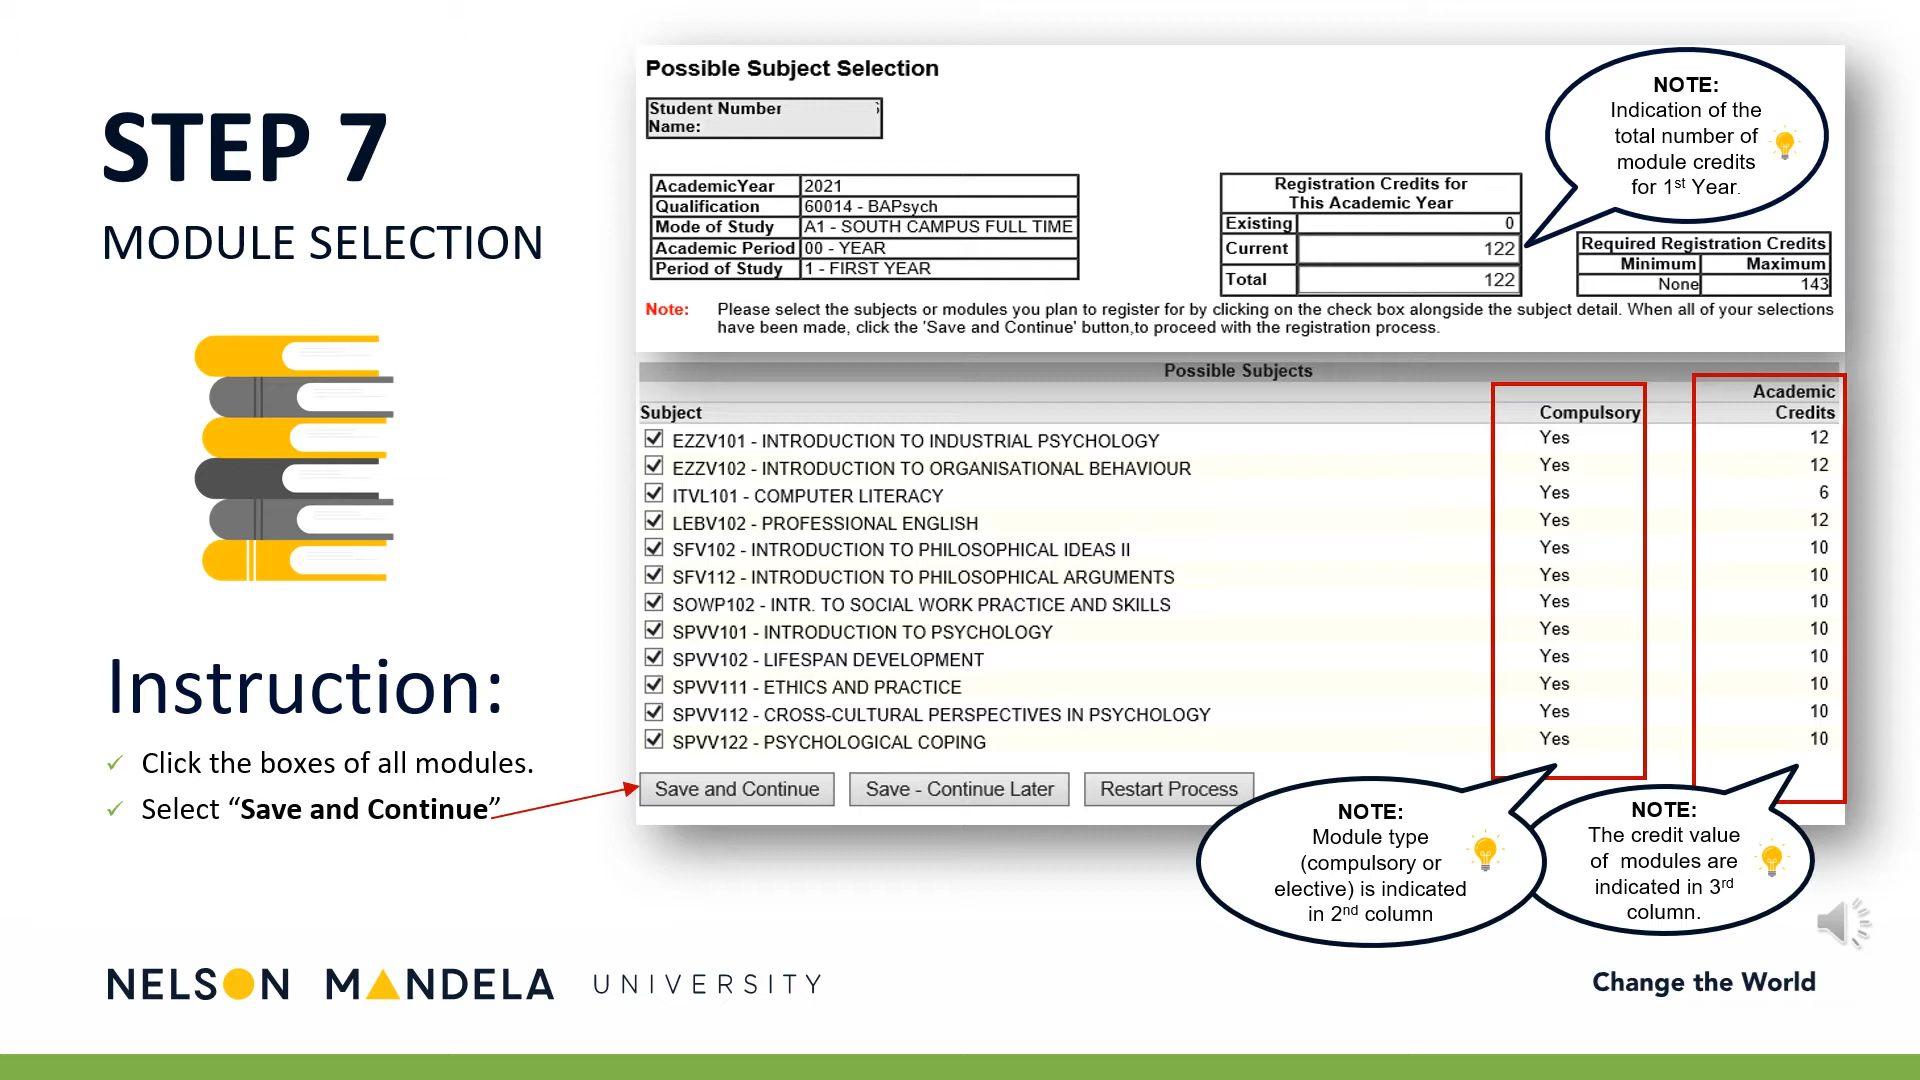 STEP 7
MODULE SELECTION
Instruction:
✓ Click the boxes of all modules.
✓ Select “Save and Continue”
Possible Subject Selection
Student Number
Name:
AcademicYear 2021
Qualification 60014 - BAPsych
Mode of Study A1 - SOUTH CAMPUS FULL TIME
Academic Period 00 - YEAR
Period of Study 1 - FIRST YEAR
Registration Credits for
This Academic Year
Existing 0
Current 122
Total 122
NOTE:
Indication of the
total number of
module credits
for 1st Year.
Required Registration Credits
Minimum Maximum
None 143
Note: Please select the subjects or modules you plan to register for by clicking on the check box alongside the subject detail. When all of your selections
have been made, click the 'Save and Continue' button,to proceed with the registration process.
Possible Subjects
Subject Compulsory Academic
Credits
EZZV101 - INTRODUCTION TO INDUSTRIAL PSYCHOLOGY Yes 12
EZZV102 - INTRODUCTION TO ORGANISATIONAL BEHAVIOUR Yes 12
ITVL101 - COMPUTER LITERACY Yes 6
LEBV102 - PROFESSIONAL ENGLISH Yes 12
SFV102 - INTRODUCTION TO PHILOSOPHICAL IDEAS II Yes 10
SFV112 - INTRODUCTION TO PHILOSOPHICAL ARGUMENTS Yes 10
SOWP102 - INTR. TO SOCIAL WORK PRACTICE AND SKILLS Yes 10
SPVV101 - INTRODUCTION TO PSYCHOLOGY Yes 10
SPVV102 - LIFESPAN DEVELOPMENT Yes 10
SPVV111 - ETHICS AND PRACTICE Yes 10
SPVV112 - CROSS-CULTURAL PERSPECTIVES IN PSYCHOLOGY Yes 10
SPVV122 - PSYCHOLOGICAL COPING Yes 10
Save and Continue Save - Continue Later Restart Process
NOTE:
Module type
(compulsory or
elective) is indicated
in 2nd column
NOTE:
The credit value
of modules are
indicated in 3rd
column.
NELSON MANDELA UNIVERSITY
Change the World